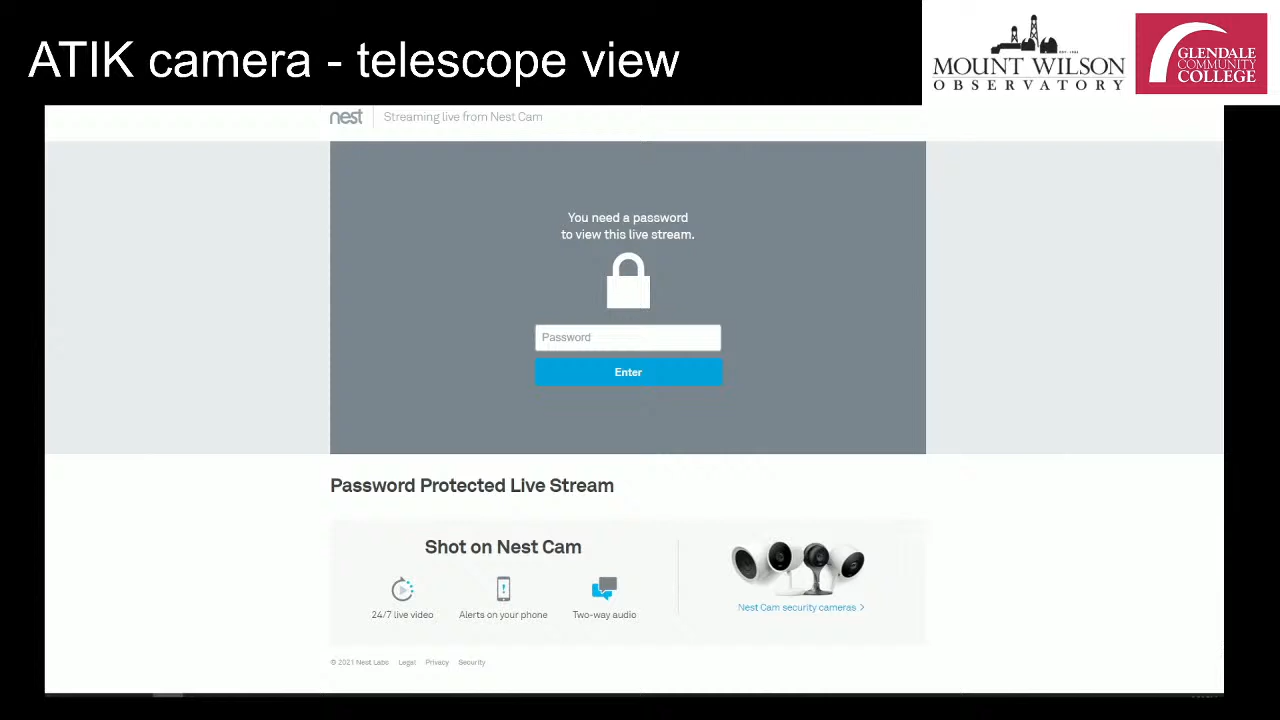 ATIK camera - telescope view
MOUNT WILSON
OBSERVATORY
GLENDALE
COMMUNITY
COLLEGE
nest
Streaming live from Nest Cam
You need a password
to view this live stream.
Password
Enter
Password Protected Live Stream
Shot on Nest Cam
24/7 live video
Alerts on your phone
Two-way audio
Nest Cam security cameras >
© 2021 Nest Labs Legal Privacy Security